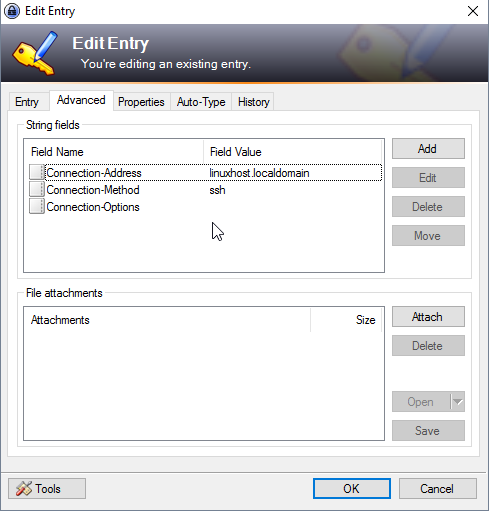 Edit Entry
Edit Entry
You're editing an existing entry.
Entry Advanced Properties Auto-Type History
String fields
Field Name Field Value
Connection-Address linuxhost.localdomain
Connection-Method ssh
Connection-Options
Add
Edit
Delete
Move
File attachments
Attachments Size
Attach
Delete
Open
Save
Tools OK Cancel